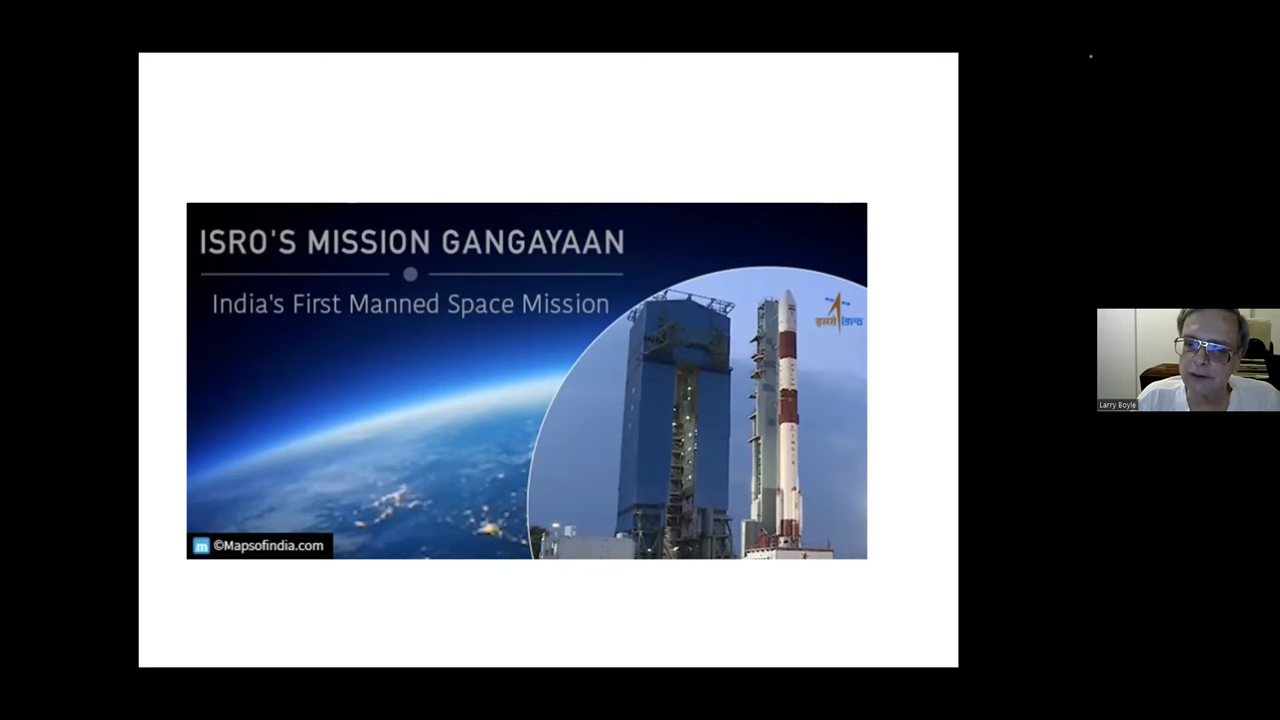 ISRO'S MISSION GANGAYAAN
India's First Manned Space Mission
इसरो isro
m ©Mapsofindia.com
Larry Boyle